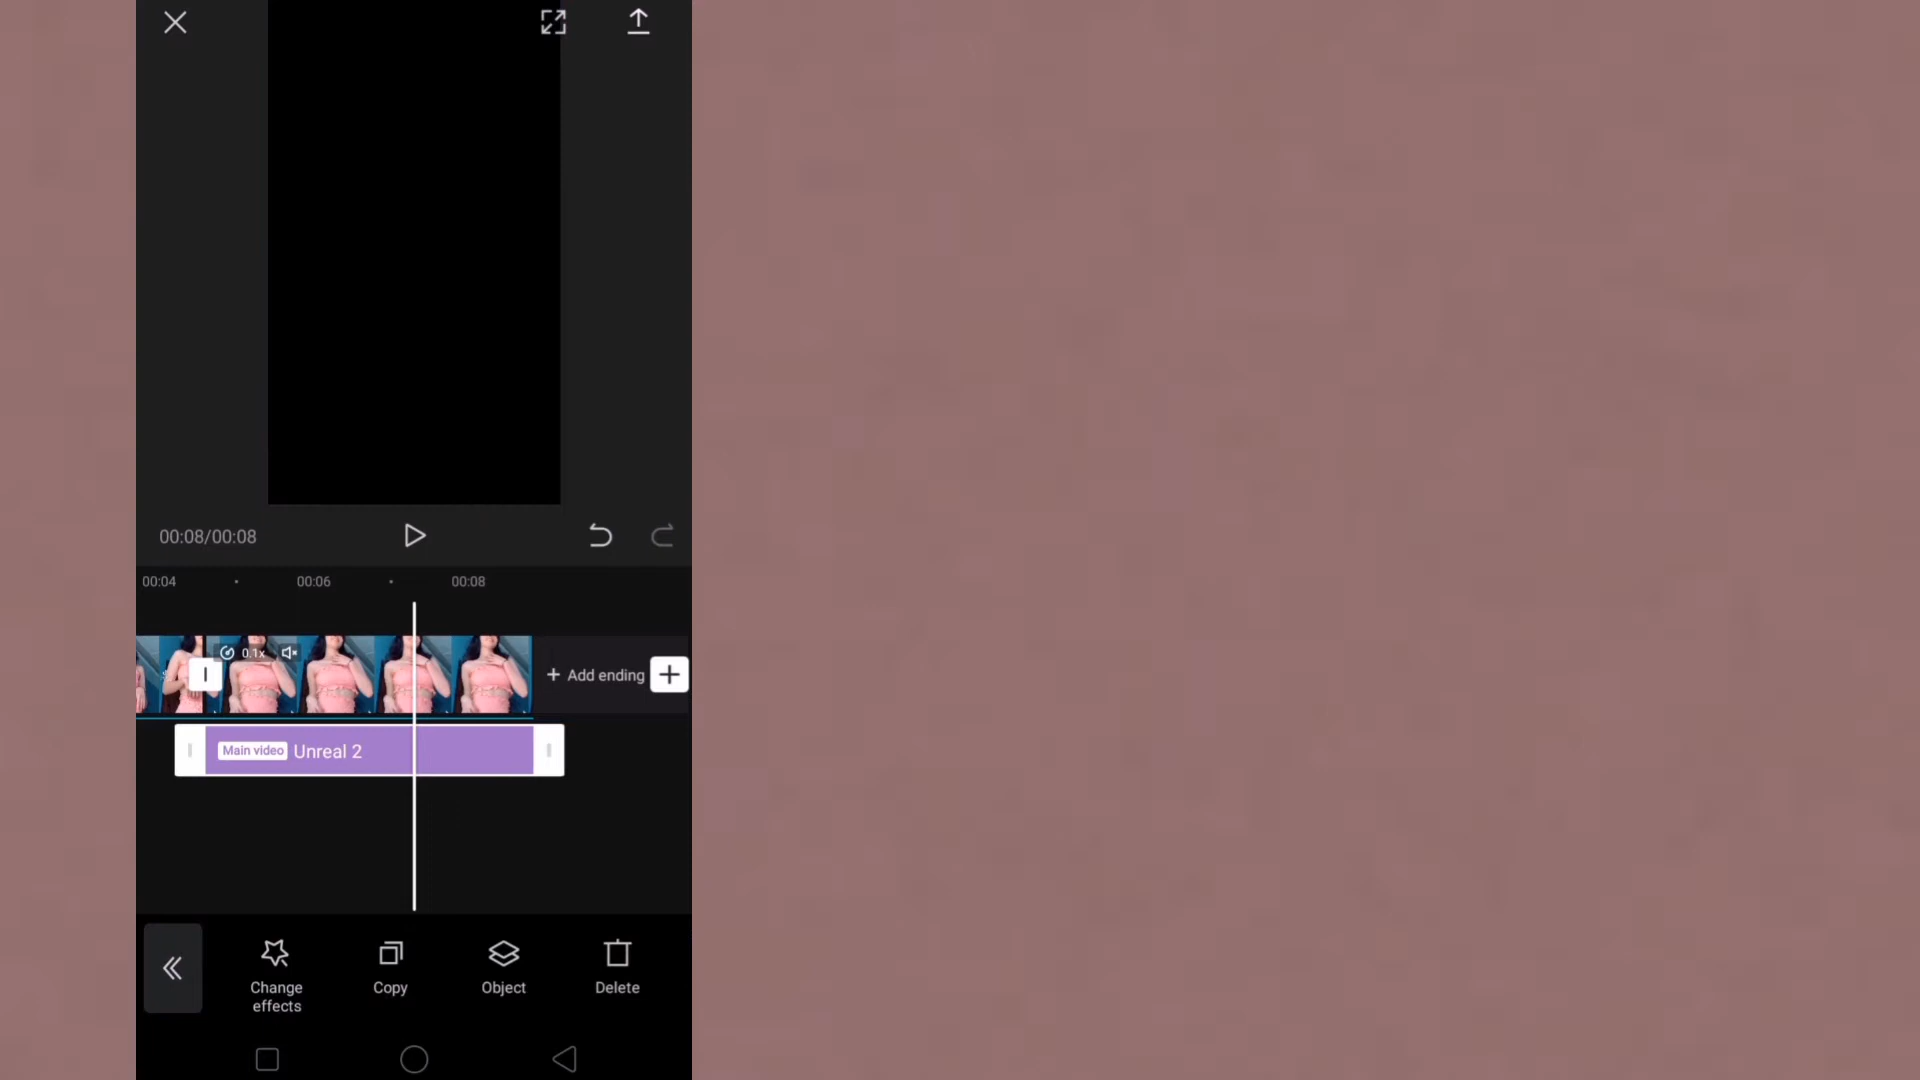 00:08/00:08
00:04
00:06
00:08
0.1x
+ Add ending
Main video Unreal 2
Change
effects
Copy
Object
Delete